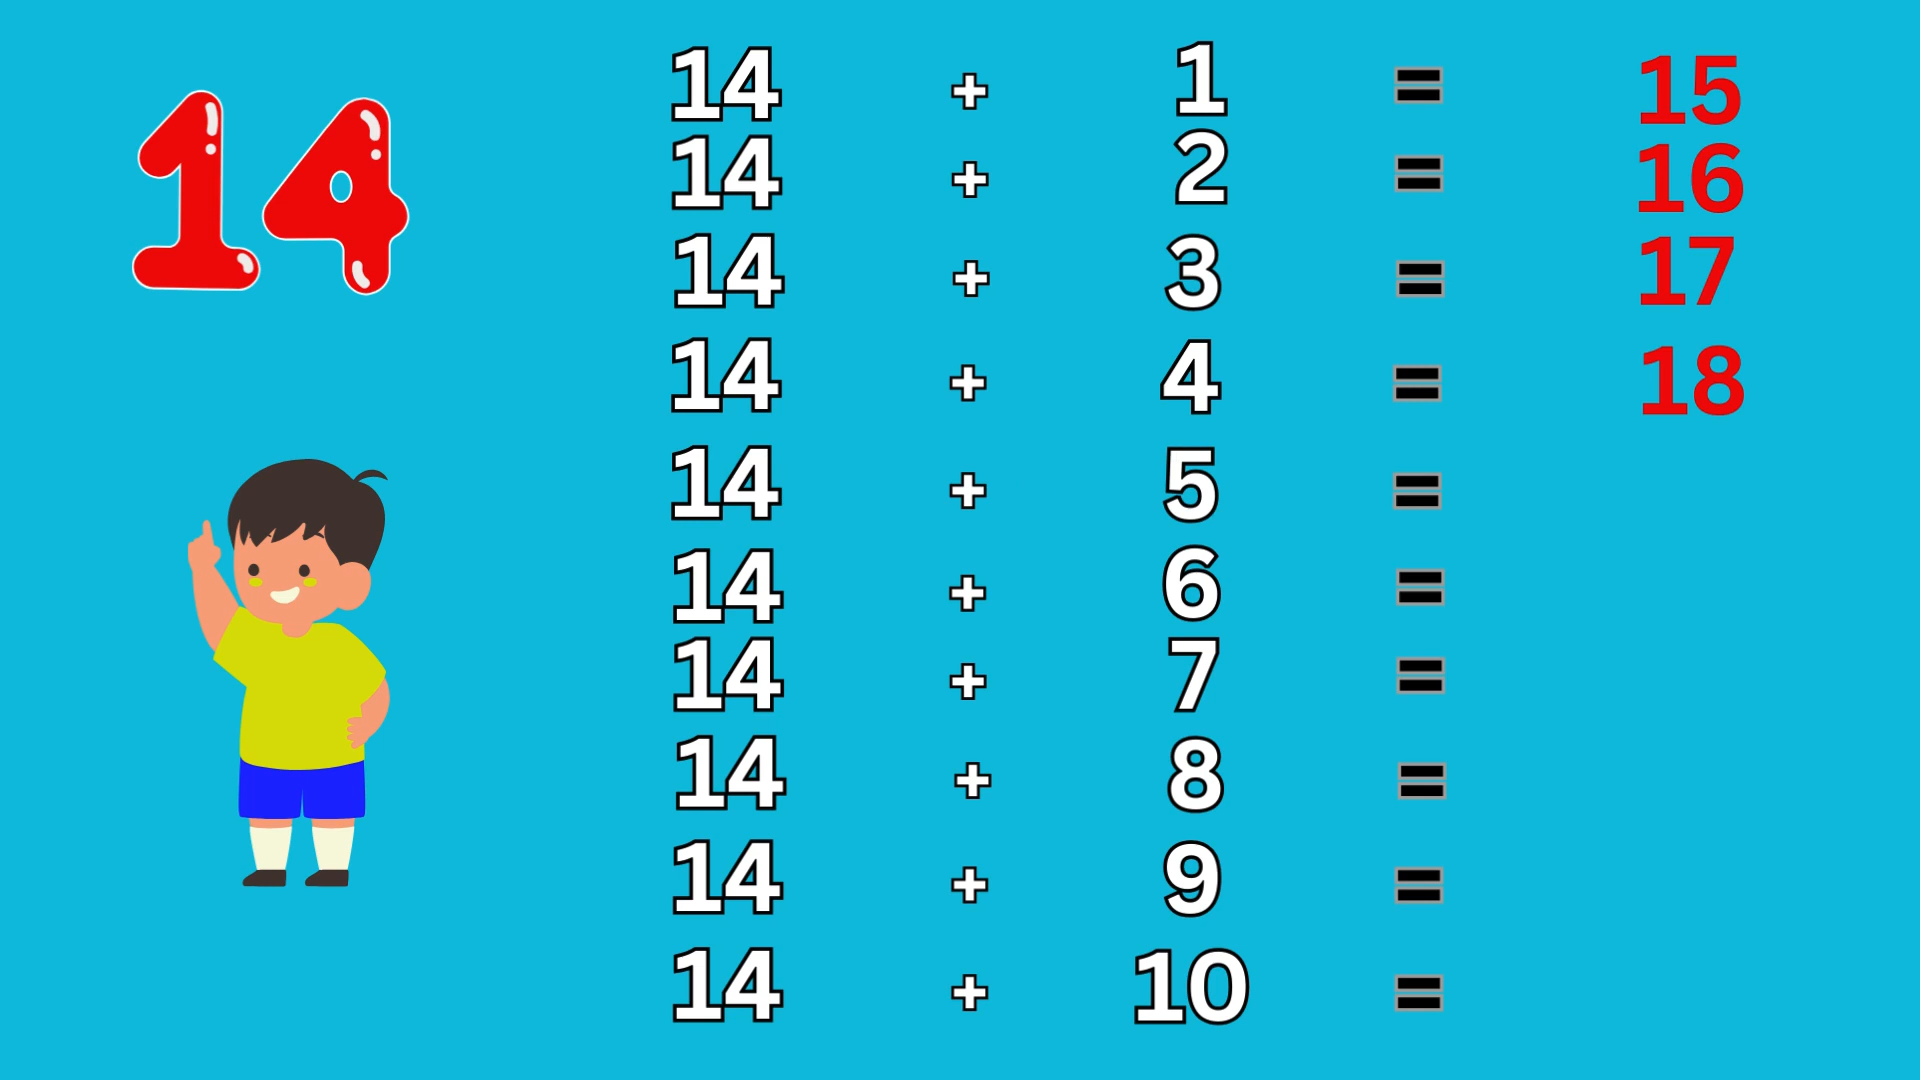 14
14 + 1 = 15
14 + 2 = 16
14 + 3 = 17
14 + 4 = 18
14 + 5 =
14 + 6 =
14 + 7 =
14 + 8 =
14 + 9 =
14 + 10 =